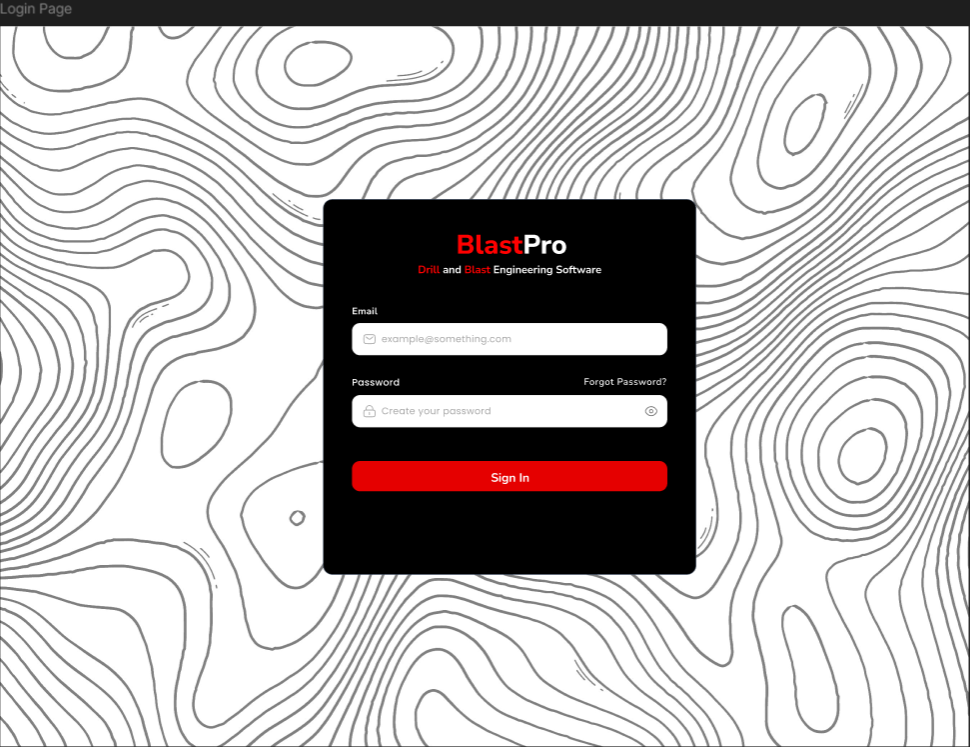 Login Page
BlastPro
Drill and Blast Engineering Software
Email
example@something.com
Password
Forgot Password?
Create your password
Sign In